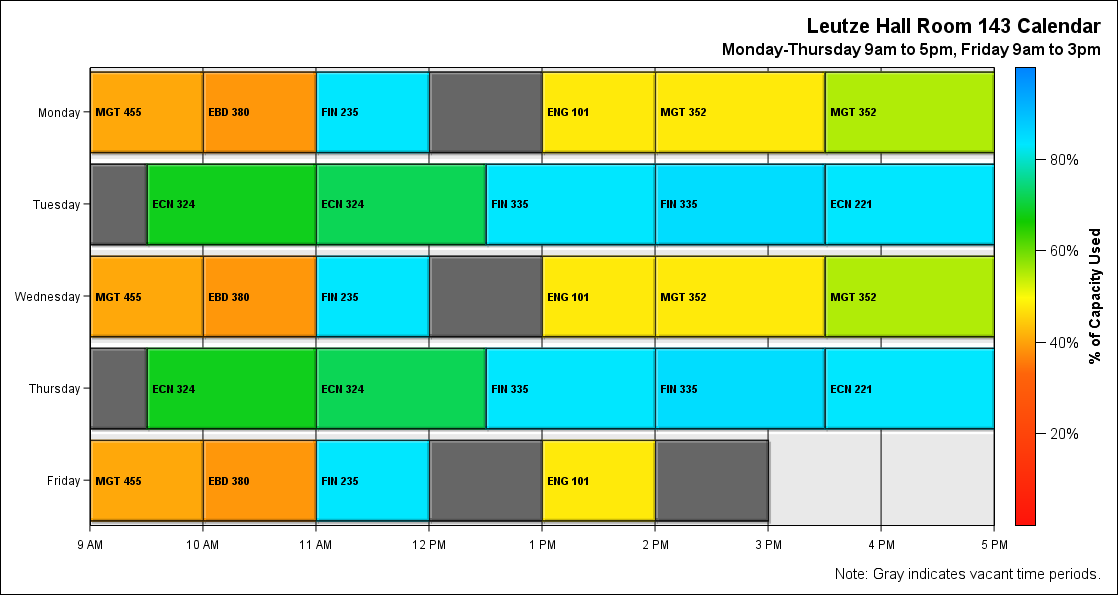 Leutze Hall Room 143 Calendar
Monday-Thursday 9am to 5pm, Friday 9am to 3pm
Monday
MGT 455
EBD 380
FIN 235
ENG 101
MGT 352
MGT 352
Tuesday
ECN 324
ECN 324
FIN 335
FIN 335
ECN 221
Wednesday
MGT 455
EBD 380
FIN 235
ENG 101
MGT 352
MGT 352
Thursday
ECN 324
ECN 324
FIN 335
FIN 335
ECN 221
Friday
MGT 455
EBD 380
FIN 235
ENG 101
9 AM
10 AM
11 AM
12 PM
1 PM
2 PM
3 PM
4 PM
5 PM
80%
60%
40%
20%
% of Capacity Used
Note: Gray indicates vacant time periods.